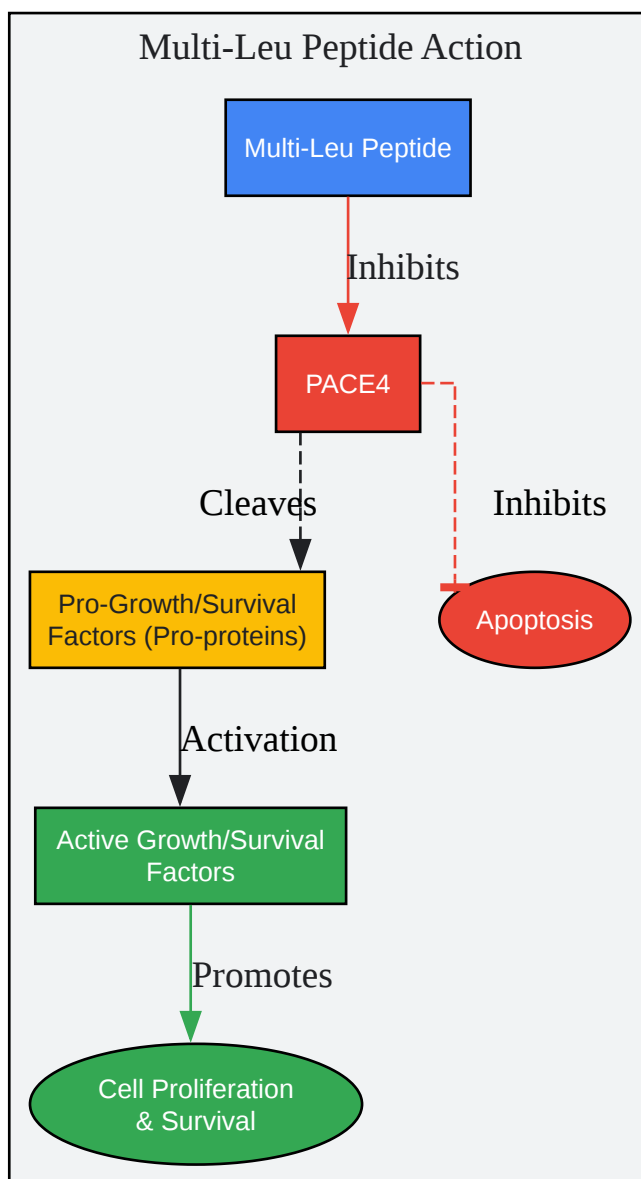 Multi-Leu Peptide Action
Multi-Leu Peptide
Inhibits
PACE4
Cleaves
Inhibits
Pro-Growth/Survival
Factors (Pro-proteins)
Apoptosis
Activation
Active Growth/Survival
Factors
Promotes
Cell Proliferation
& Survival